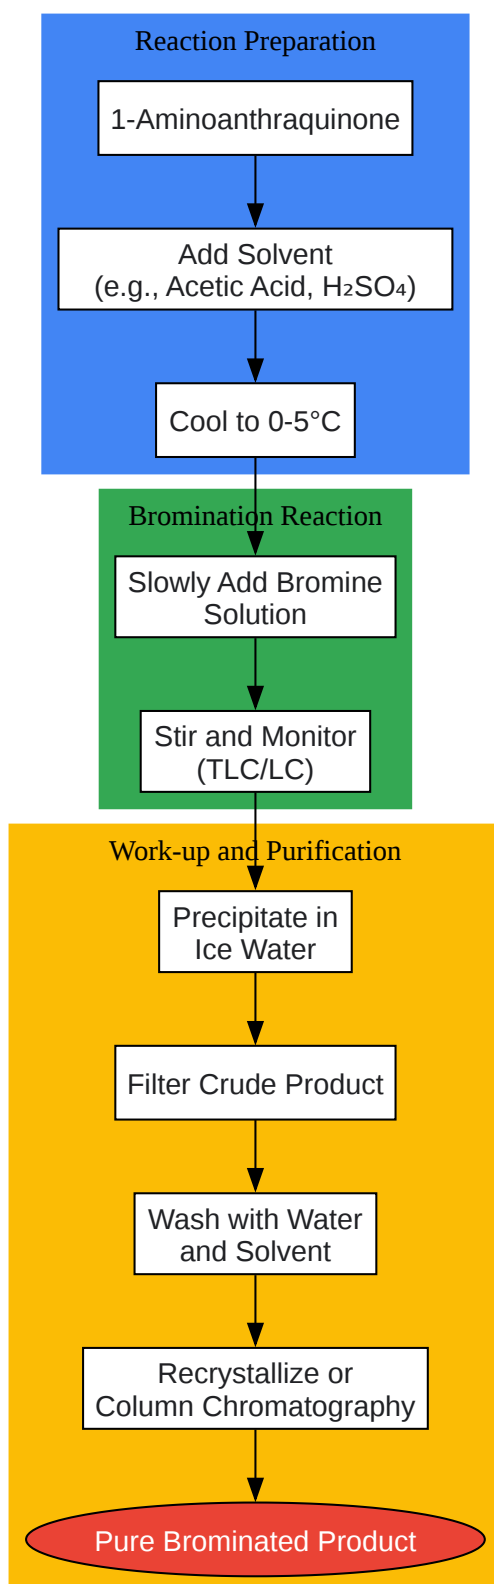 Reaction Preparation
1-Aminoanthraquinone
Add Solvent
(e.g., Acetic Acid, H₂SO₄)
Cool to 0-5°C
Bromination Reaction
Slowly Add Bromine
Solution
Stir and Monitor
(TLC/LC)
Work-up and Purification
Precipitate in
Ice Water
Filter Crude Product
Wash with Water
and Solvent
Recrystallize or
Column Chromatography
Pure Brominated Product